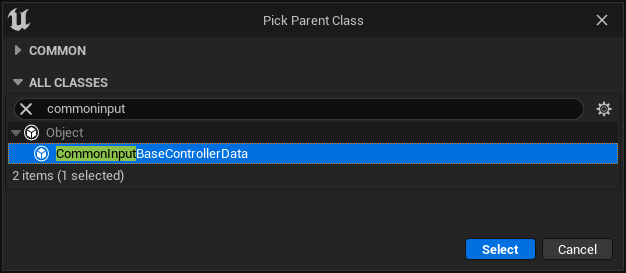 Pick Parent Class
COMMON
ALL CLASSES
commoninput
Object
CommonInputBaseControllerData
2 items (1 selected)
Select Cancel